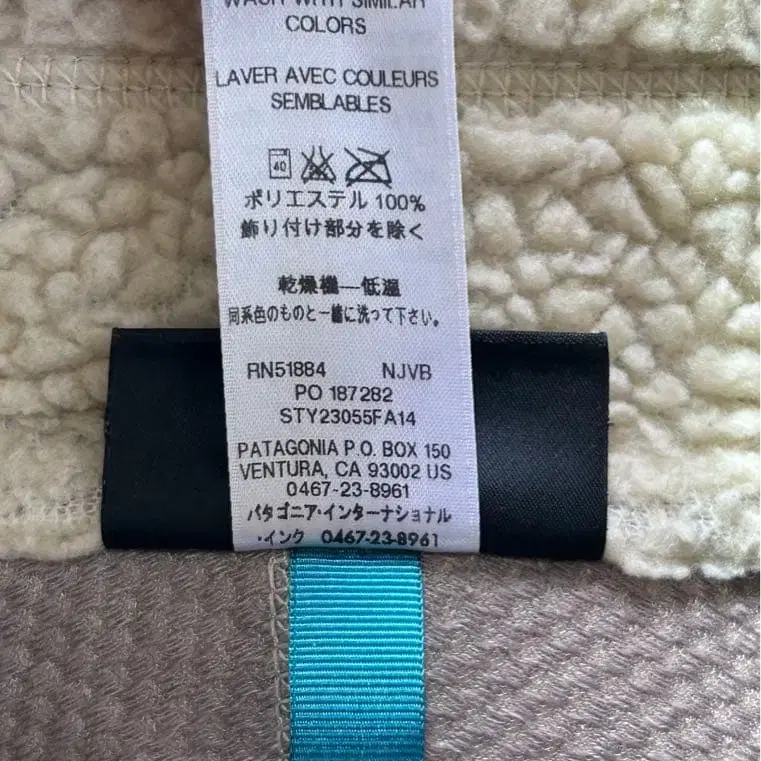 WASH WITH SIMILAR
COLORS
LAVER AVEC COULEURS
SEMBLABLES
40
ポリエステル 100%
飾り付け部分を除く
乾燥機—低温
同系色のものと一緒に洗って下さい。
RN51884 NJVB
PO 187282
STY23055FA14
PATAGONIA P.O. BOX 150
VENTURA, CA 93002 US
0467-23-8961
パタゴニア・インターナショナル
・インク 0467-23-8961